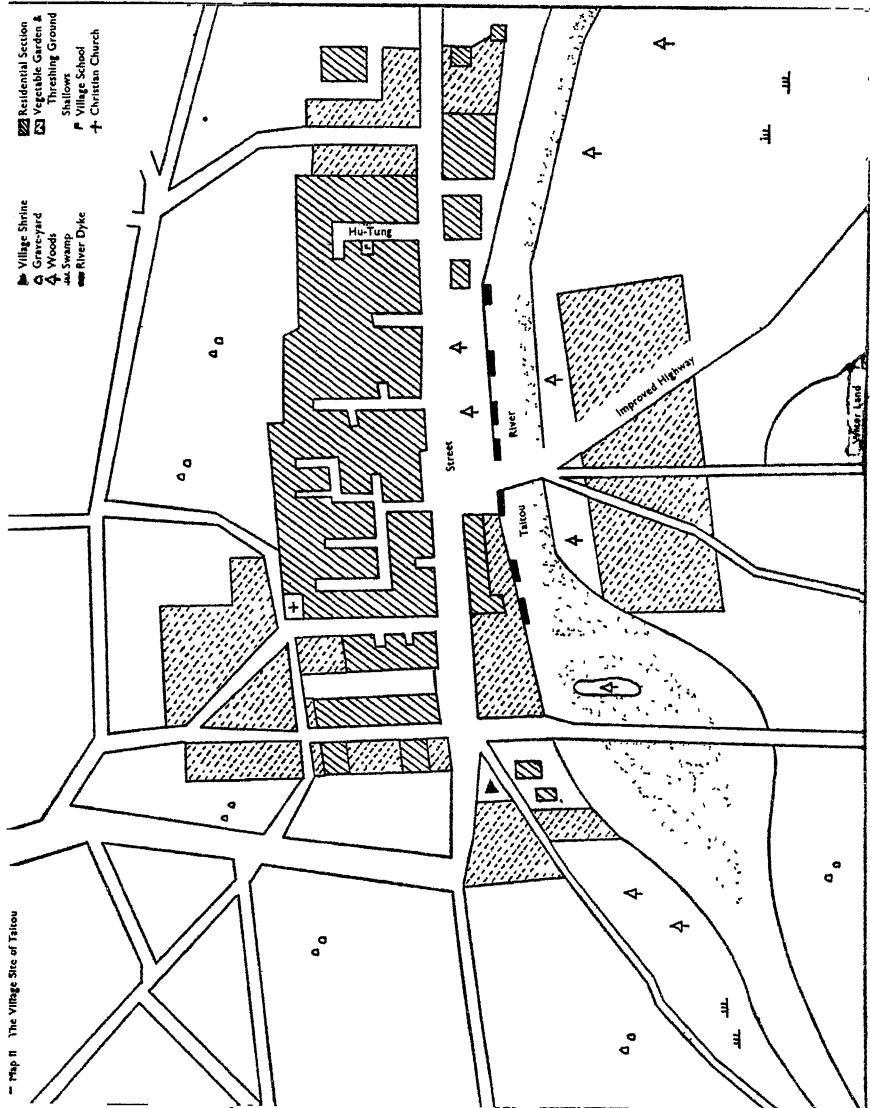 Map II The Village Site of Taitou
Village Shrine
Grave-yard
Woods
Swamp
River Dyke
Residential Section
Vegetable Garden &
Threshing Ground
Shallows
Village School
Christian Church
Hu-Tung
Street
River
Taitou
Improved Highway
Water Land